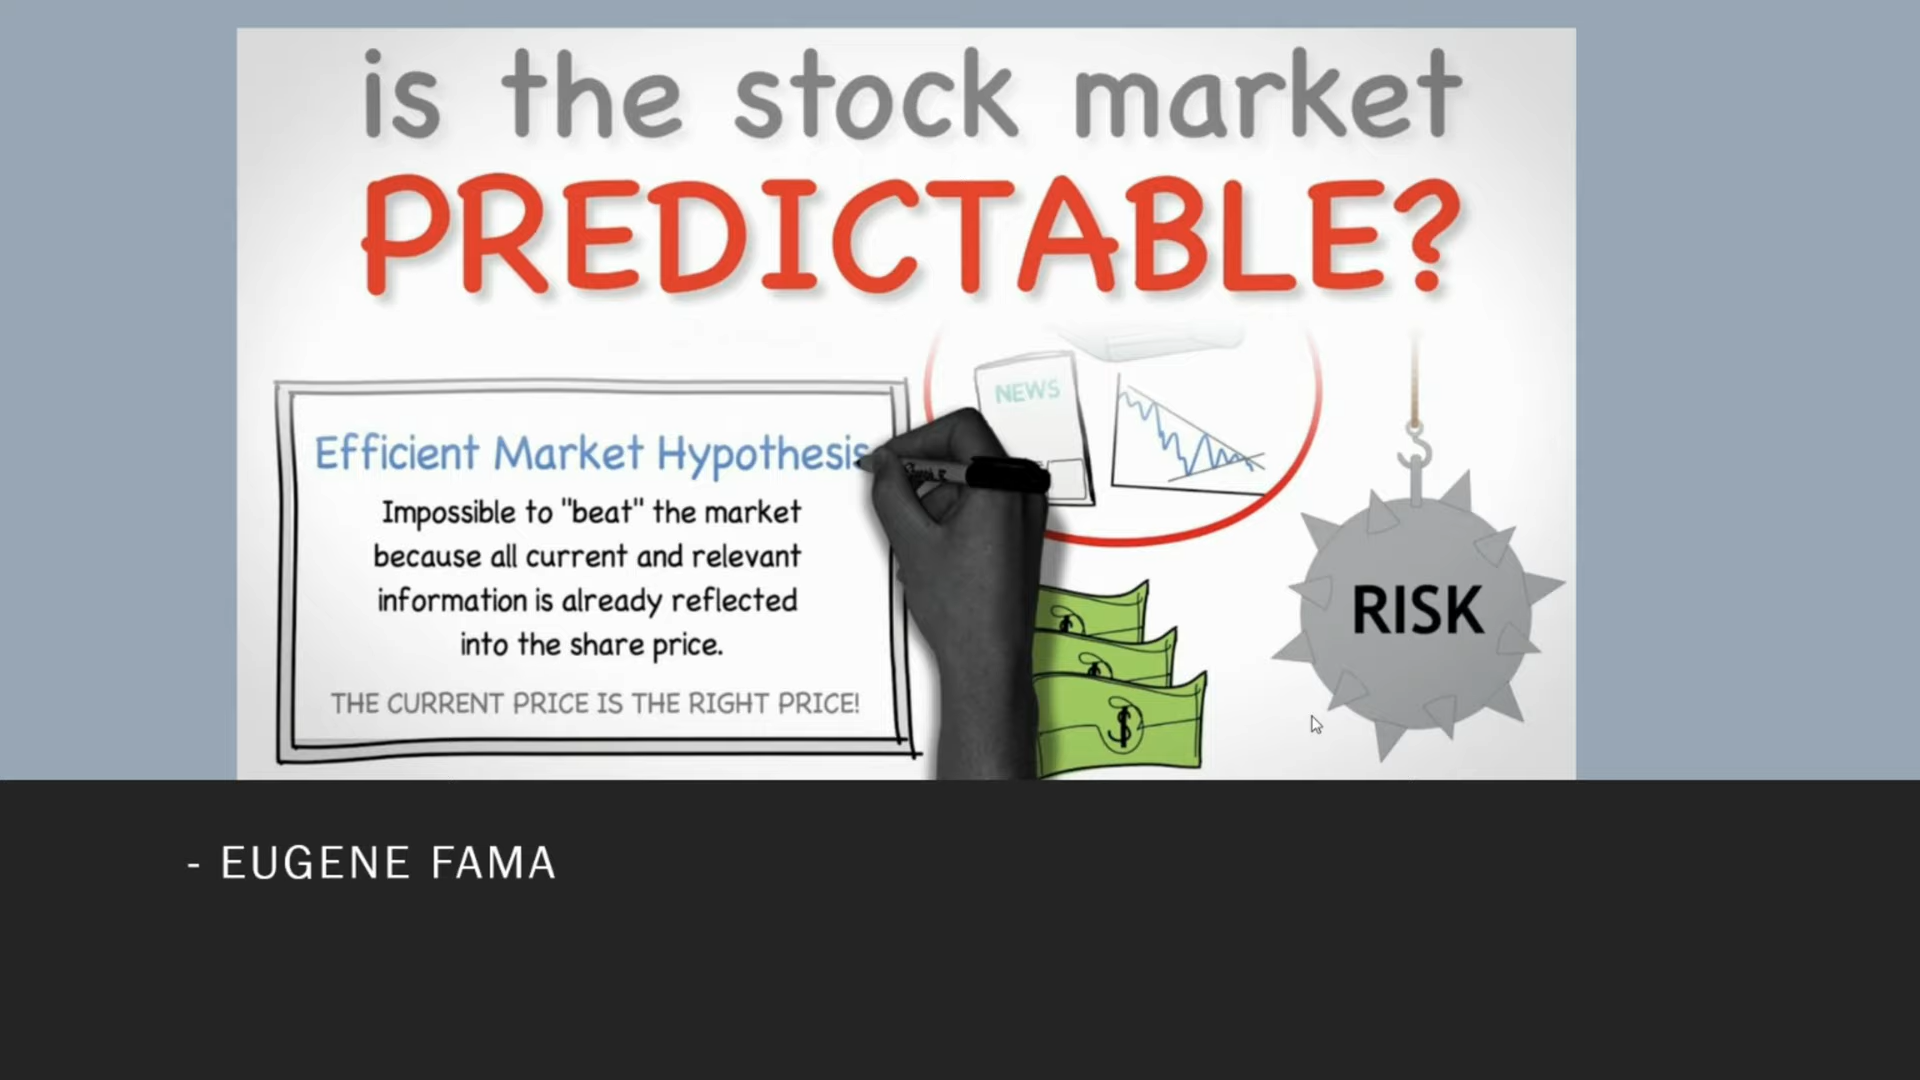 is the stock market
PREDICTABLE?
NEWS
Efficient Market Hypothesis
Impossible to "beat" the market
because all current and relevant
information is already reflected
into the share price.
THE CURRENT PRICE IS THE RIGHT PRICE!
$
$
$
RISK
- EUGENE FAMA